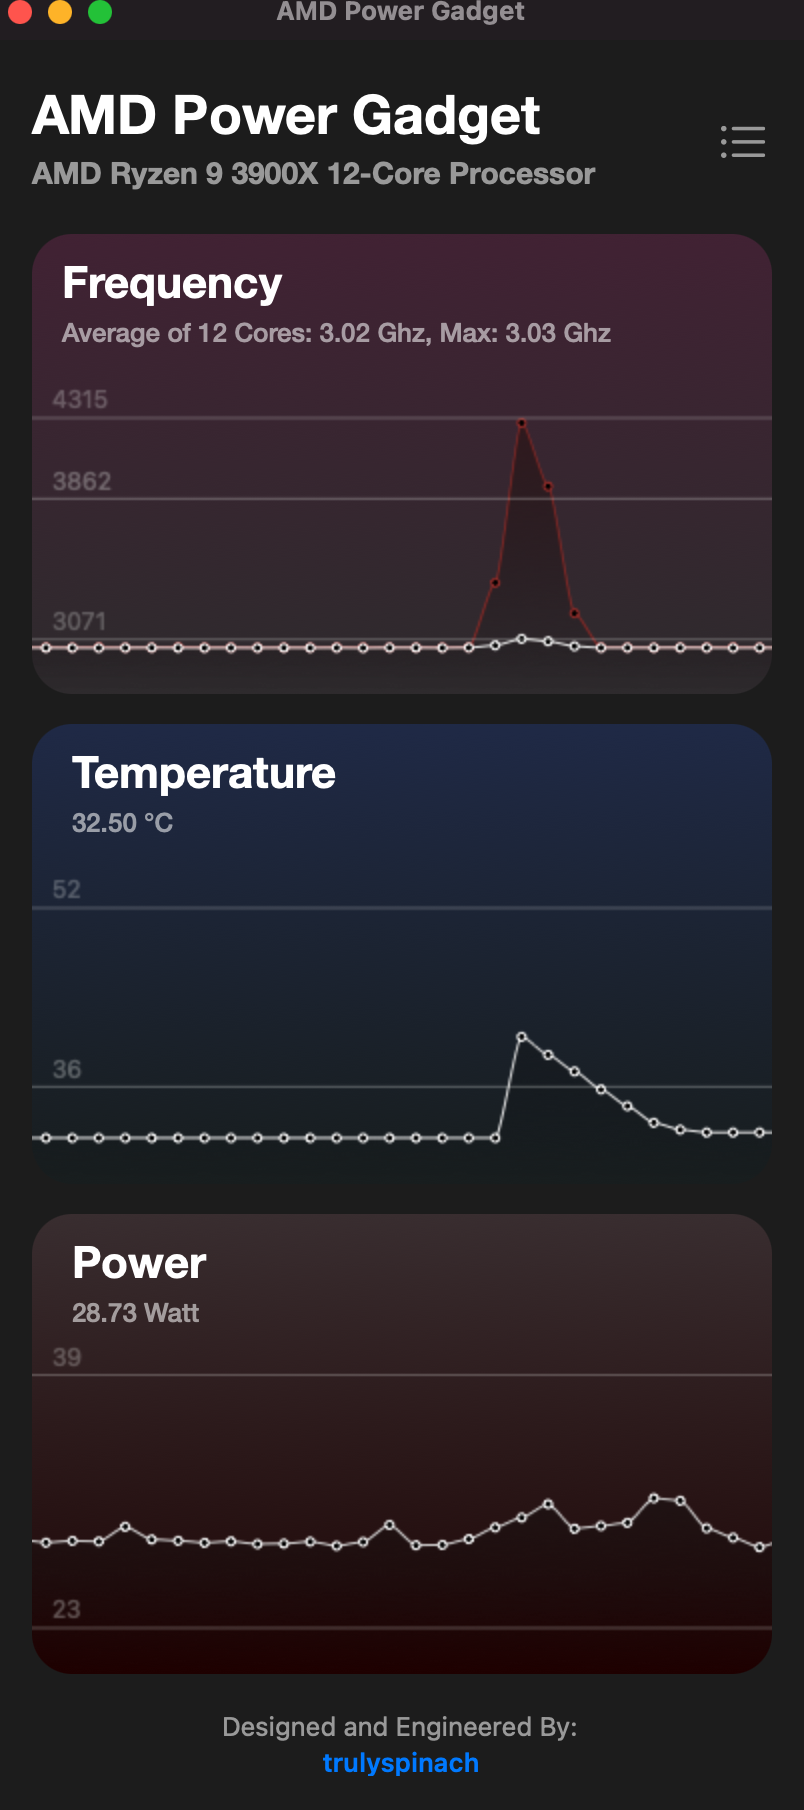 AMD Power Gadget
AMD Power Gadget
AMD Ryzen 9 3900X 12-Core Processor
Frequency
Average of 12 Cores: 3.02 Ghz, Max: 3.03 Ghz
4315
3862
3071
Temperature
32.50 °C
52
36
Power
28.73 Watt
39
23
Designed and Engineered By:
trulyspinach